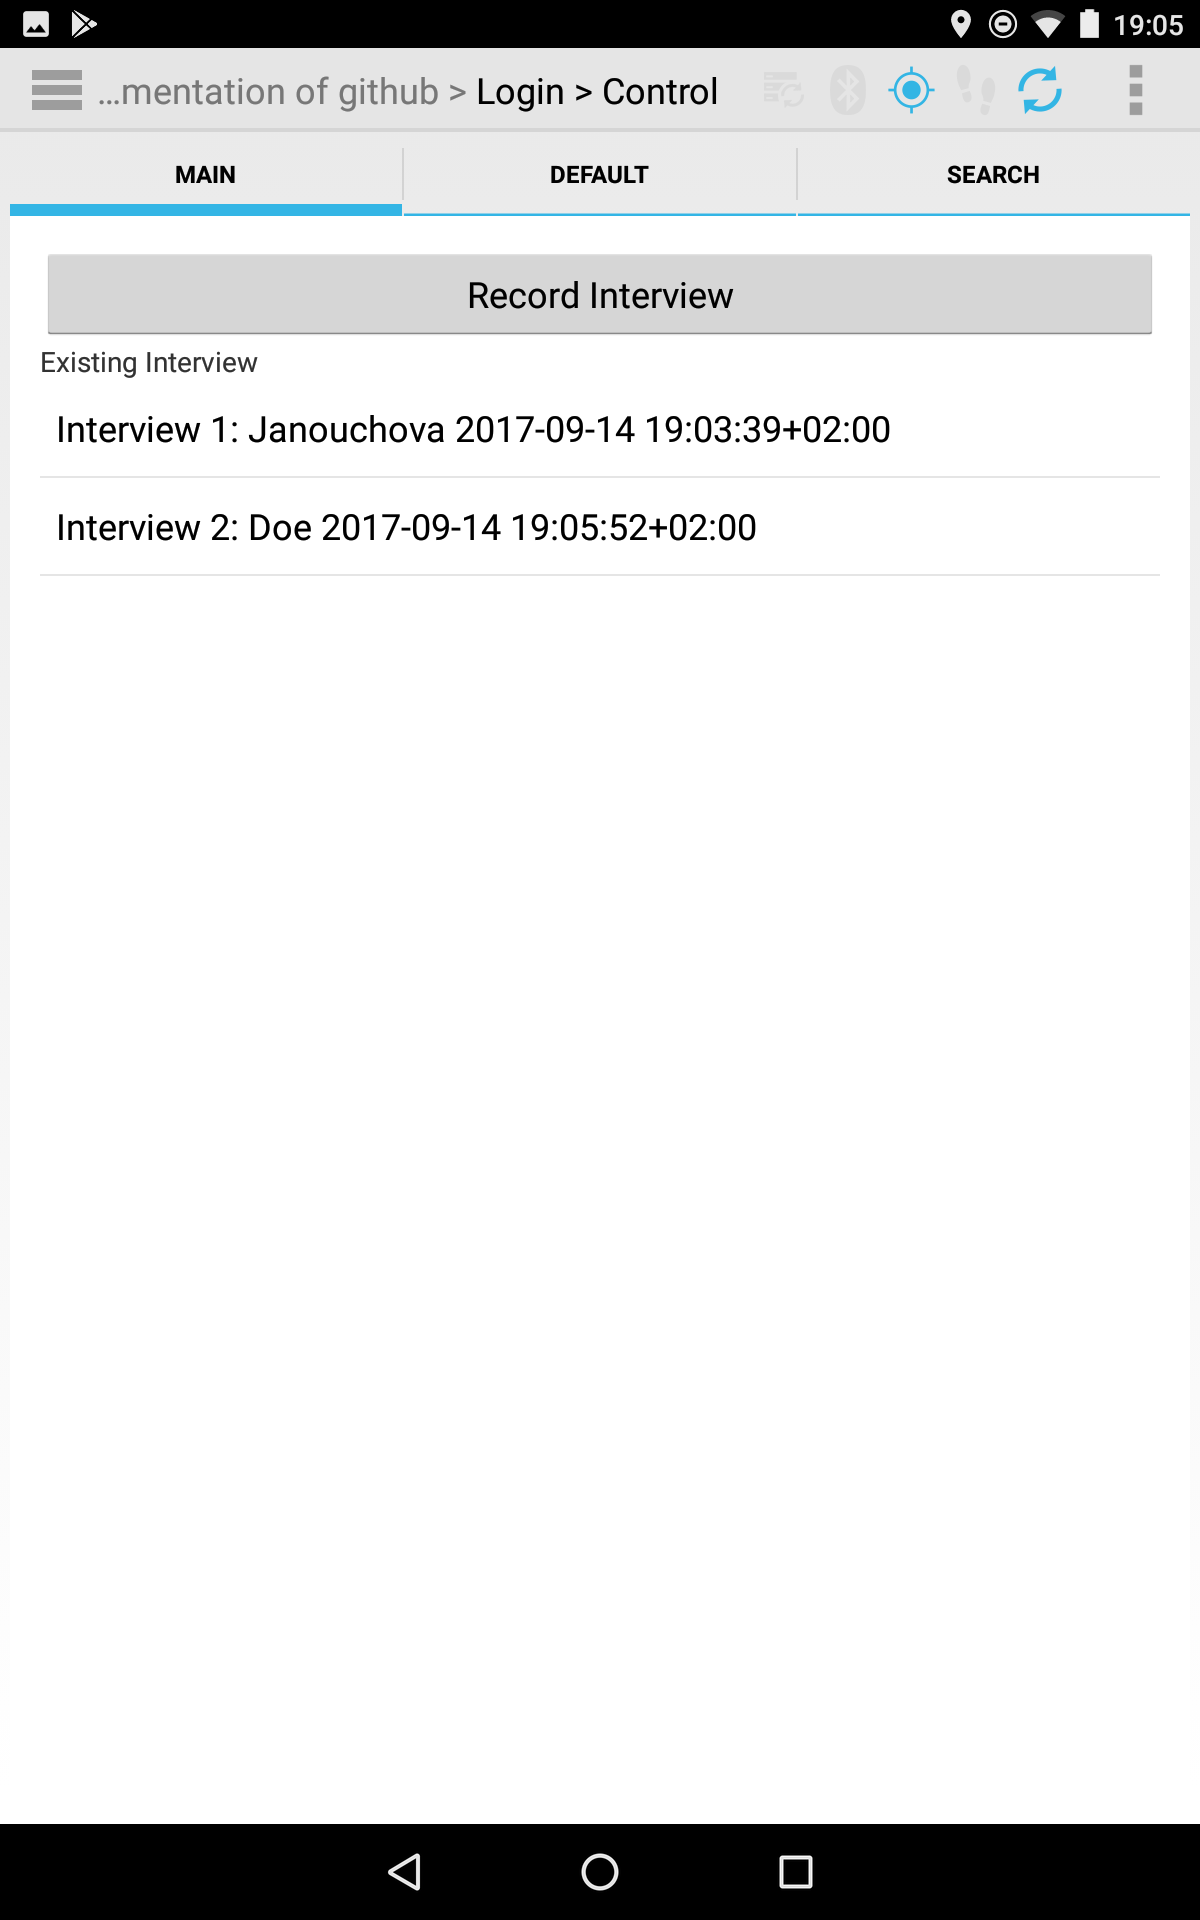 19:05
…mentation of github > Login > Control
MAIN
DEFAULT
SEARCH
Record Interview
Existing Interview
Interview 1: Janouchova 2017-09-14 19:03:39+02:00
Interview 2: Doe 2017-09-14 19:05:52+02:00